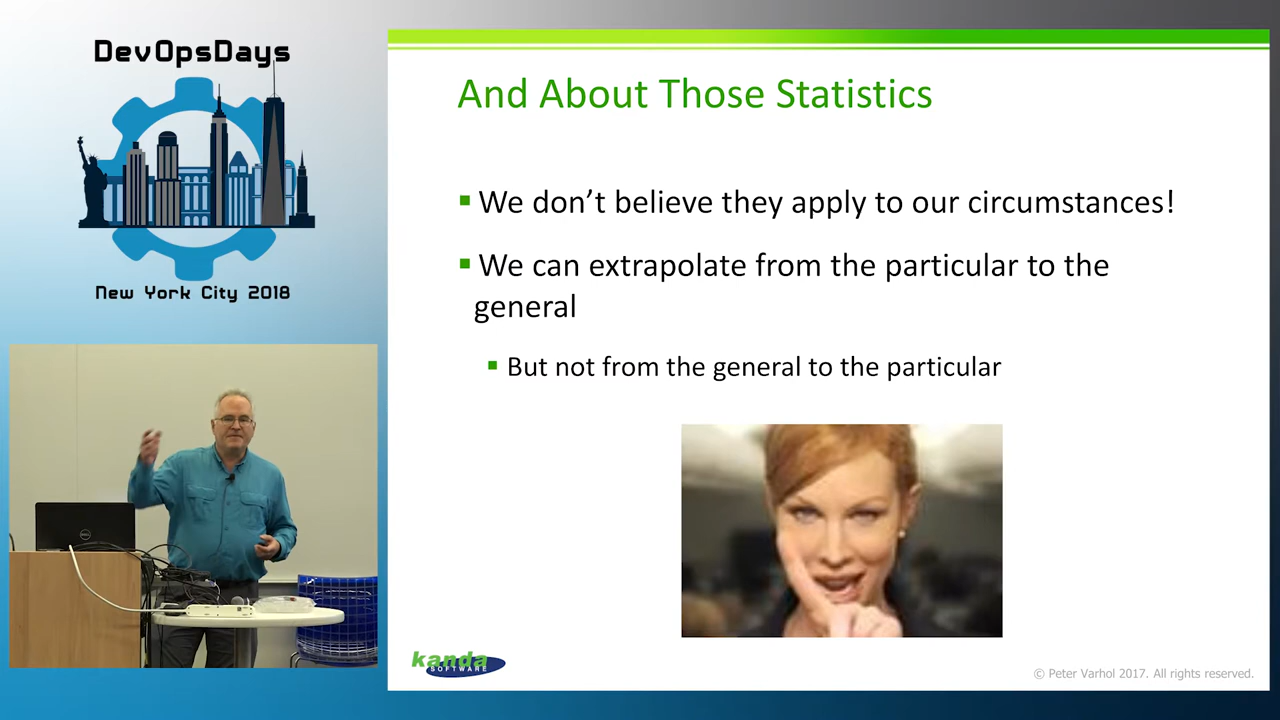 DevOpsDays
New York City 2018
And About Those Statistics
We don’t believe they apply to our circumstances!
We can extrapolate from the particular to the
general
But not from the general to the particular
DELL
kanda
SOFTWARE
© Peter Varhol 2017. All rights reserved.